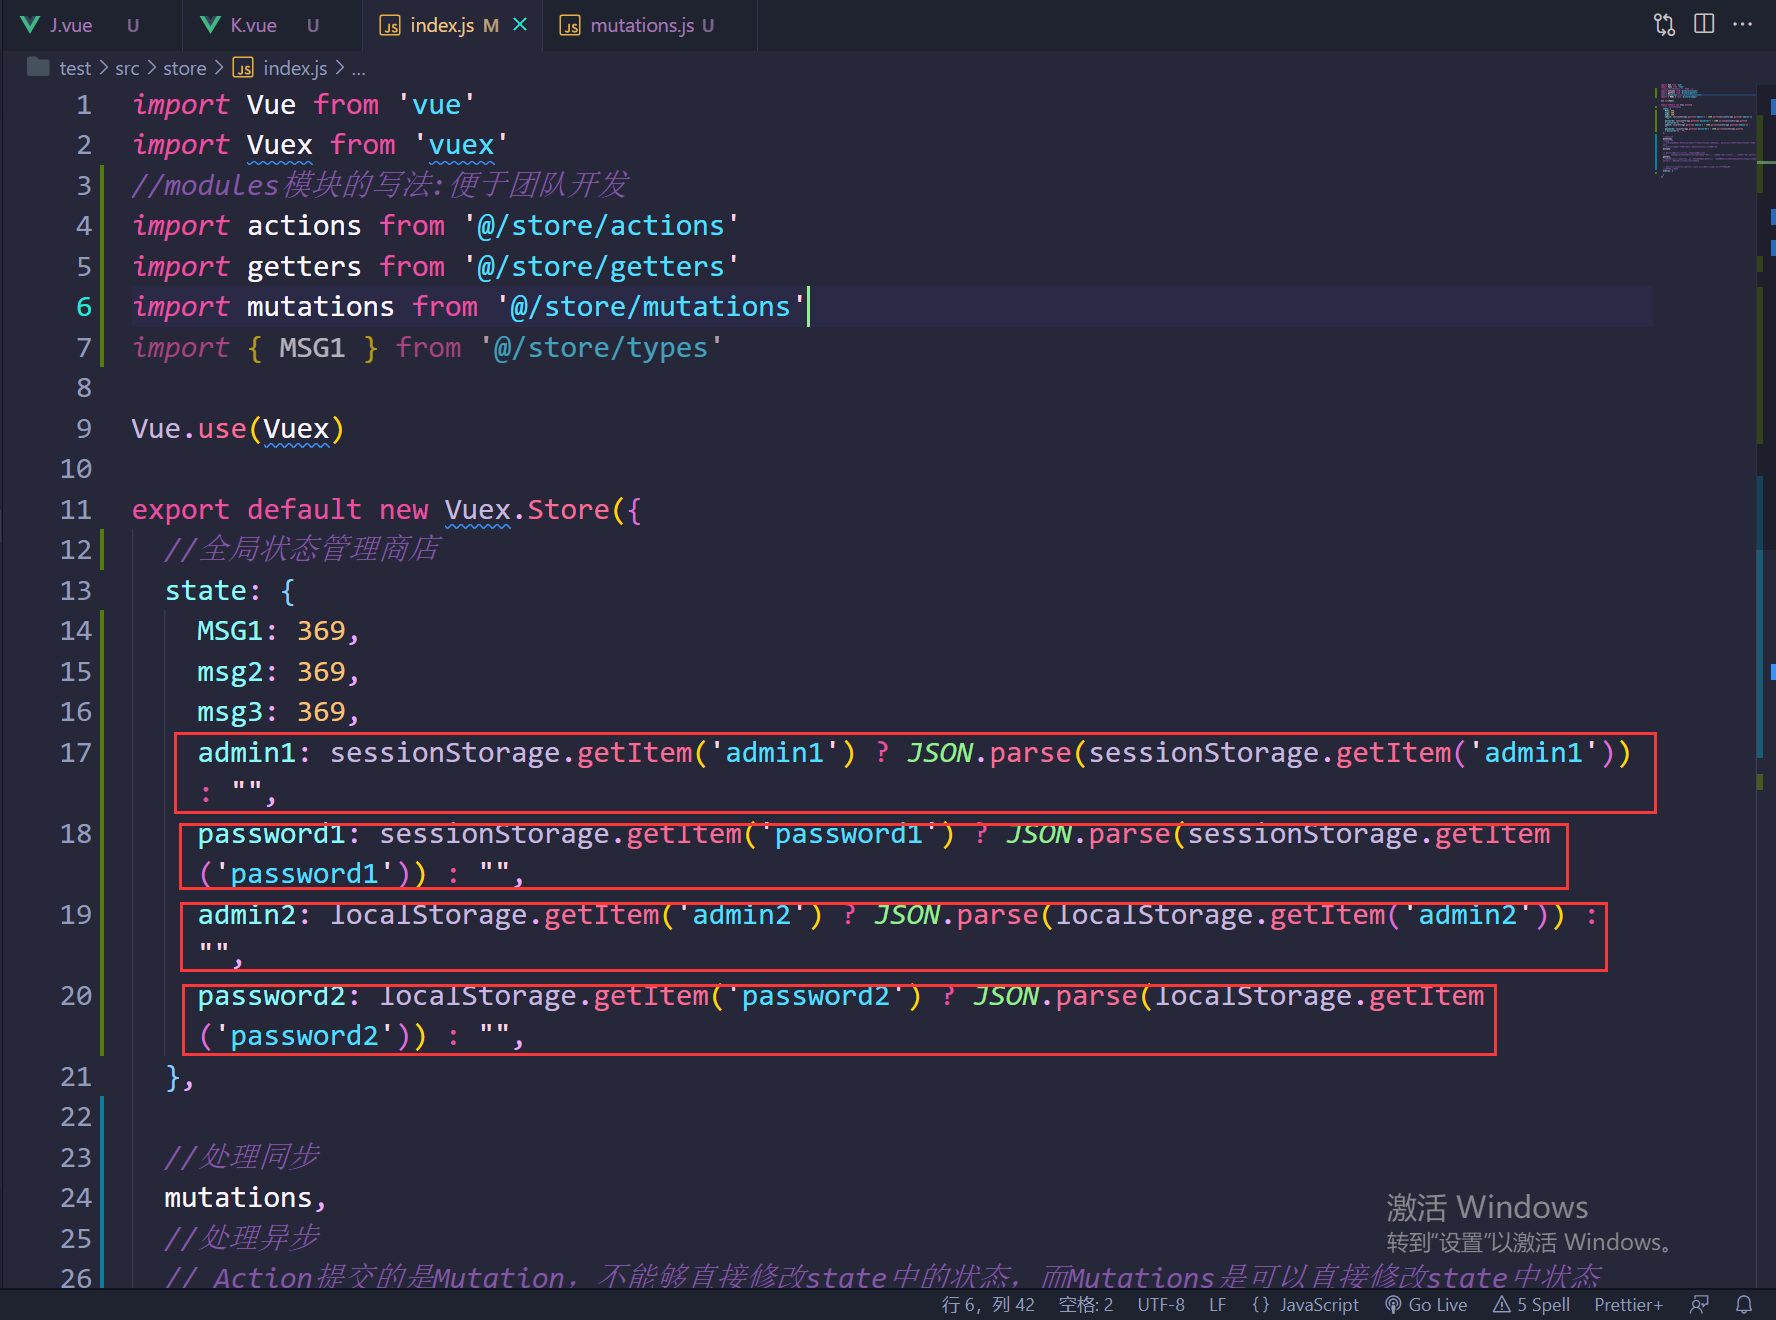 J.vue U K.vue U JS index.js M × JS mutations.js U ...
test > src > store > JS index.js > ...
1 import Vue from 'vue'
2 import Vuex from 'vuex'
3 //modules模块的写法:便于团队开发
4 import actions from '@/store/actions'
5 import getters from '@/store/getters'
6 import mutations from '@/store/mutations'
7 import { MSG1 } from '@/store/types'
8
9 Vue.use(Vuex)
10
11 export default new Vuex.Store({
12 //全局状态管理商店
13 state: {
14 MSG1: 369,
15 msg2: 369,
16 msg3: 369,
17 admin1: sessionStorage.getItem('admin1') ? JSON.parse(sessionStorage.getItem('admin1'))
: "",
18 password1: sessionStorage.getItem('password1') ? JSON.parse(sessionStorage.getItem
('password1')) : "",
19 admin2: localStorage.getItem('admin2') ? JSON.parse(localStorage.getItem('admin2')) :
"",
20 password2: localStorage.getItem('password2') ? JSON.parse(localStorage.getItem
('password2')) : "",
21 },
22
23 //处理同步
24 mutations,
25 //处理异步
26 // Action提交的是Mutation，不能够直接修改state中的状态，而Mutations是可以直接修改state中状态
激活 Windows
转到“设置”以激活 Windows。
行 6，列 42 空格: 2 UTF-8 LF {} JavaScript Go Live 5 Spell Prettier+